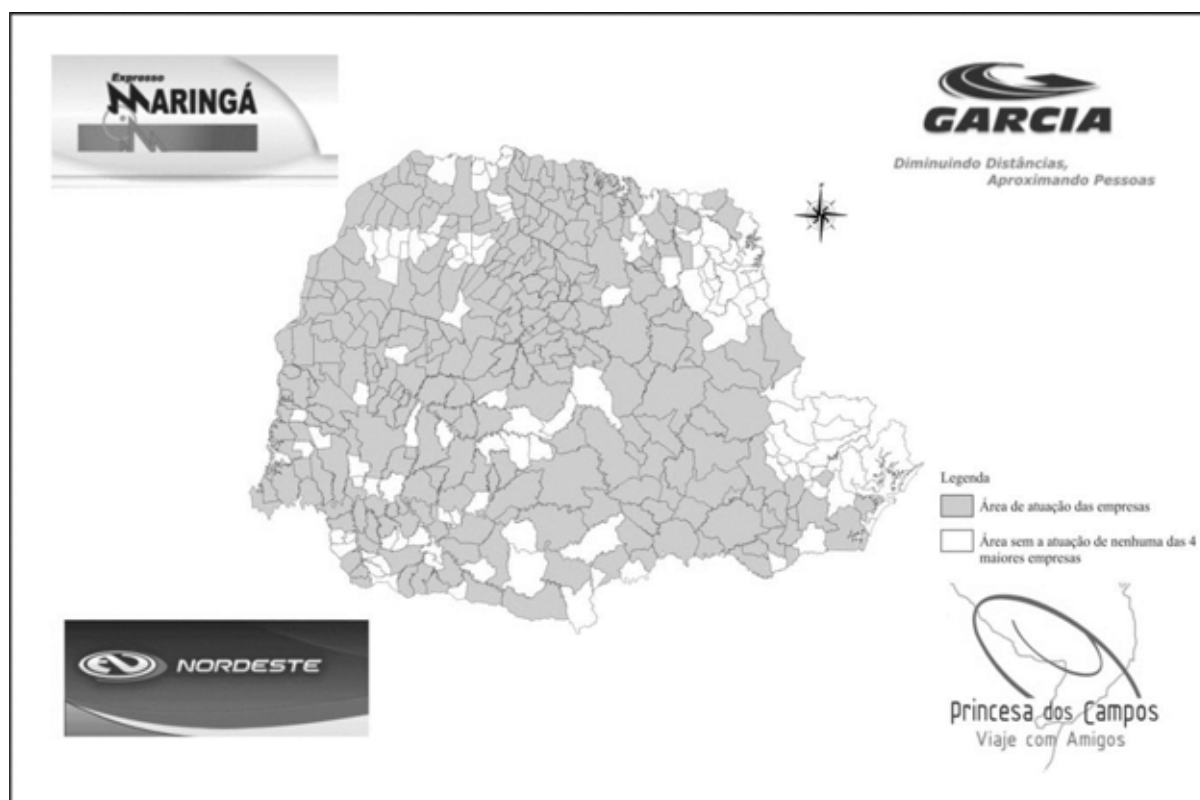 Expresso
MARINGÁ
GARCIA
Diminuindo Distâncias,
Aproximando Pessoas
Legenda
Área de atuação das empresas
Área sem a atuação de nenhuma das 4
maiores empresas
NORDESTE
Princesa dos Campos
Viaje com Amigos